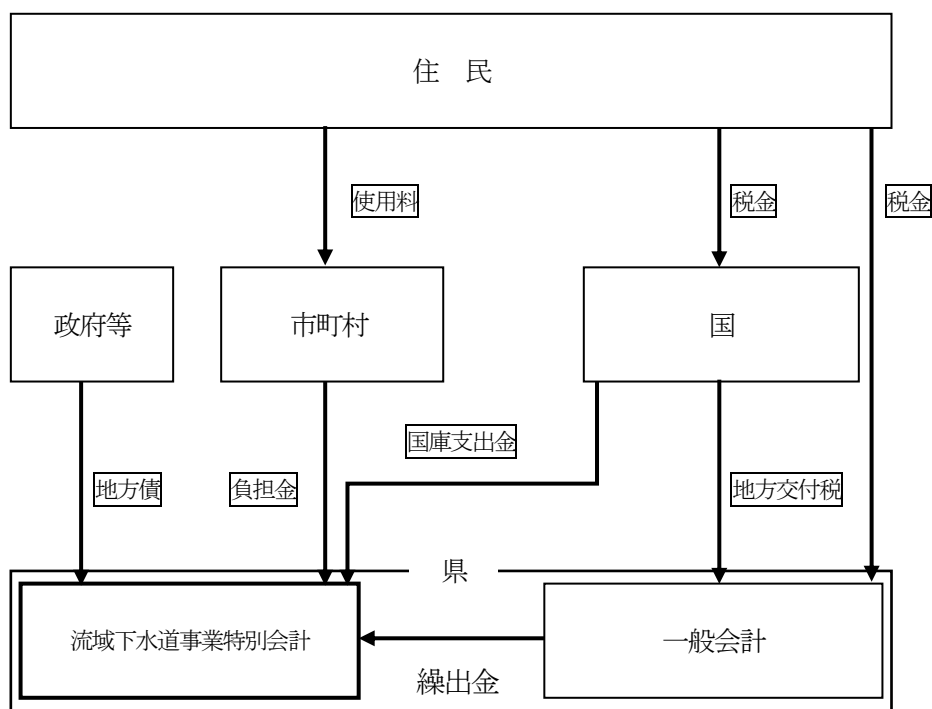 住　民
使用料
税金
税金
政府等
市町村
国
国庫支出金
地方債
負担金
地方交付税
県
流域下水道事業特別会計
一般会計
繰出金